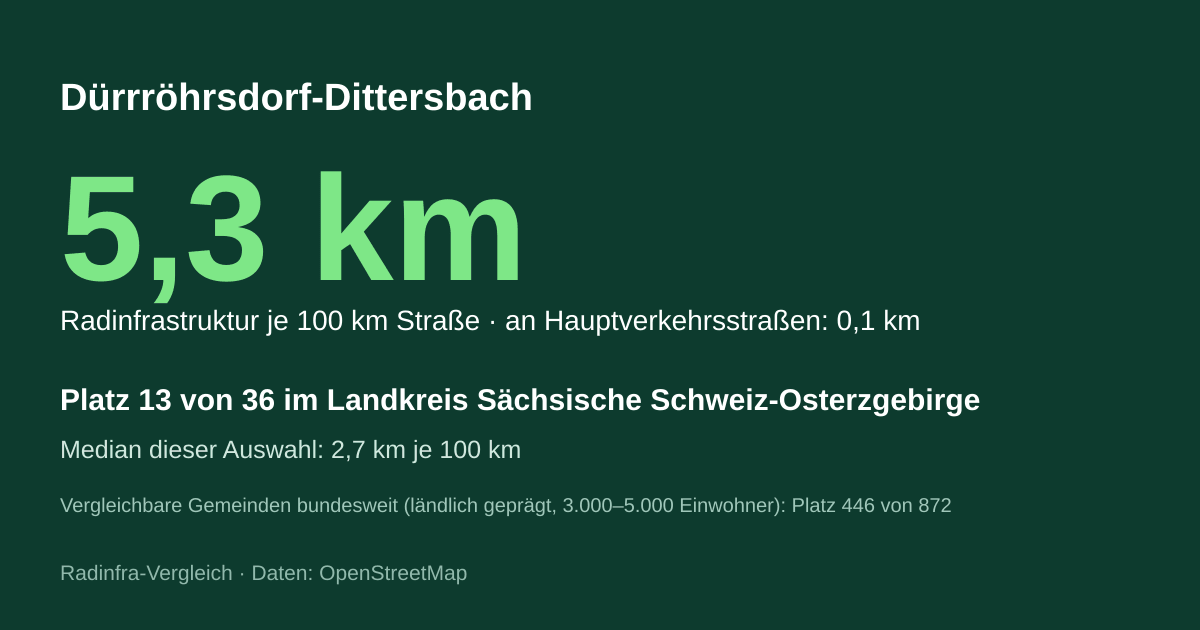 Dürrröhrsdorf-Dittersbach
5,3 km
Radinfrastruktur je 100 km Straße · an Hauptverkehrsstraßen: 0,1 km
Platz 13 von 36 im Landkreis Sächsische Schweiz-Osterzgebirge
Median dieser Auswahl: 2,7 km je 100 km
Vergleichbare Gemeinden bundesweit (ländlich geprägt, 3.000–5.000 Einwohner): Platz 446 von 872
Radinfra-Vergleich · Daten: OpenStreetMap